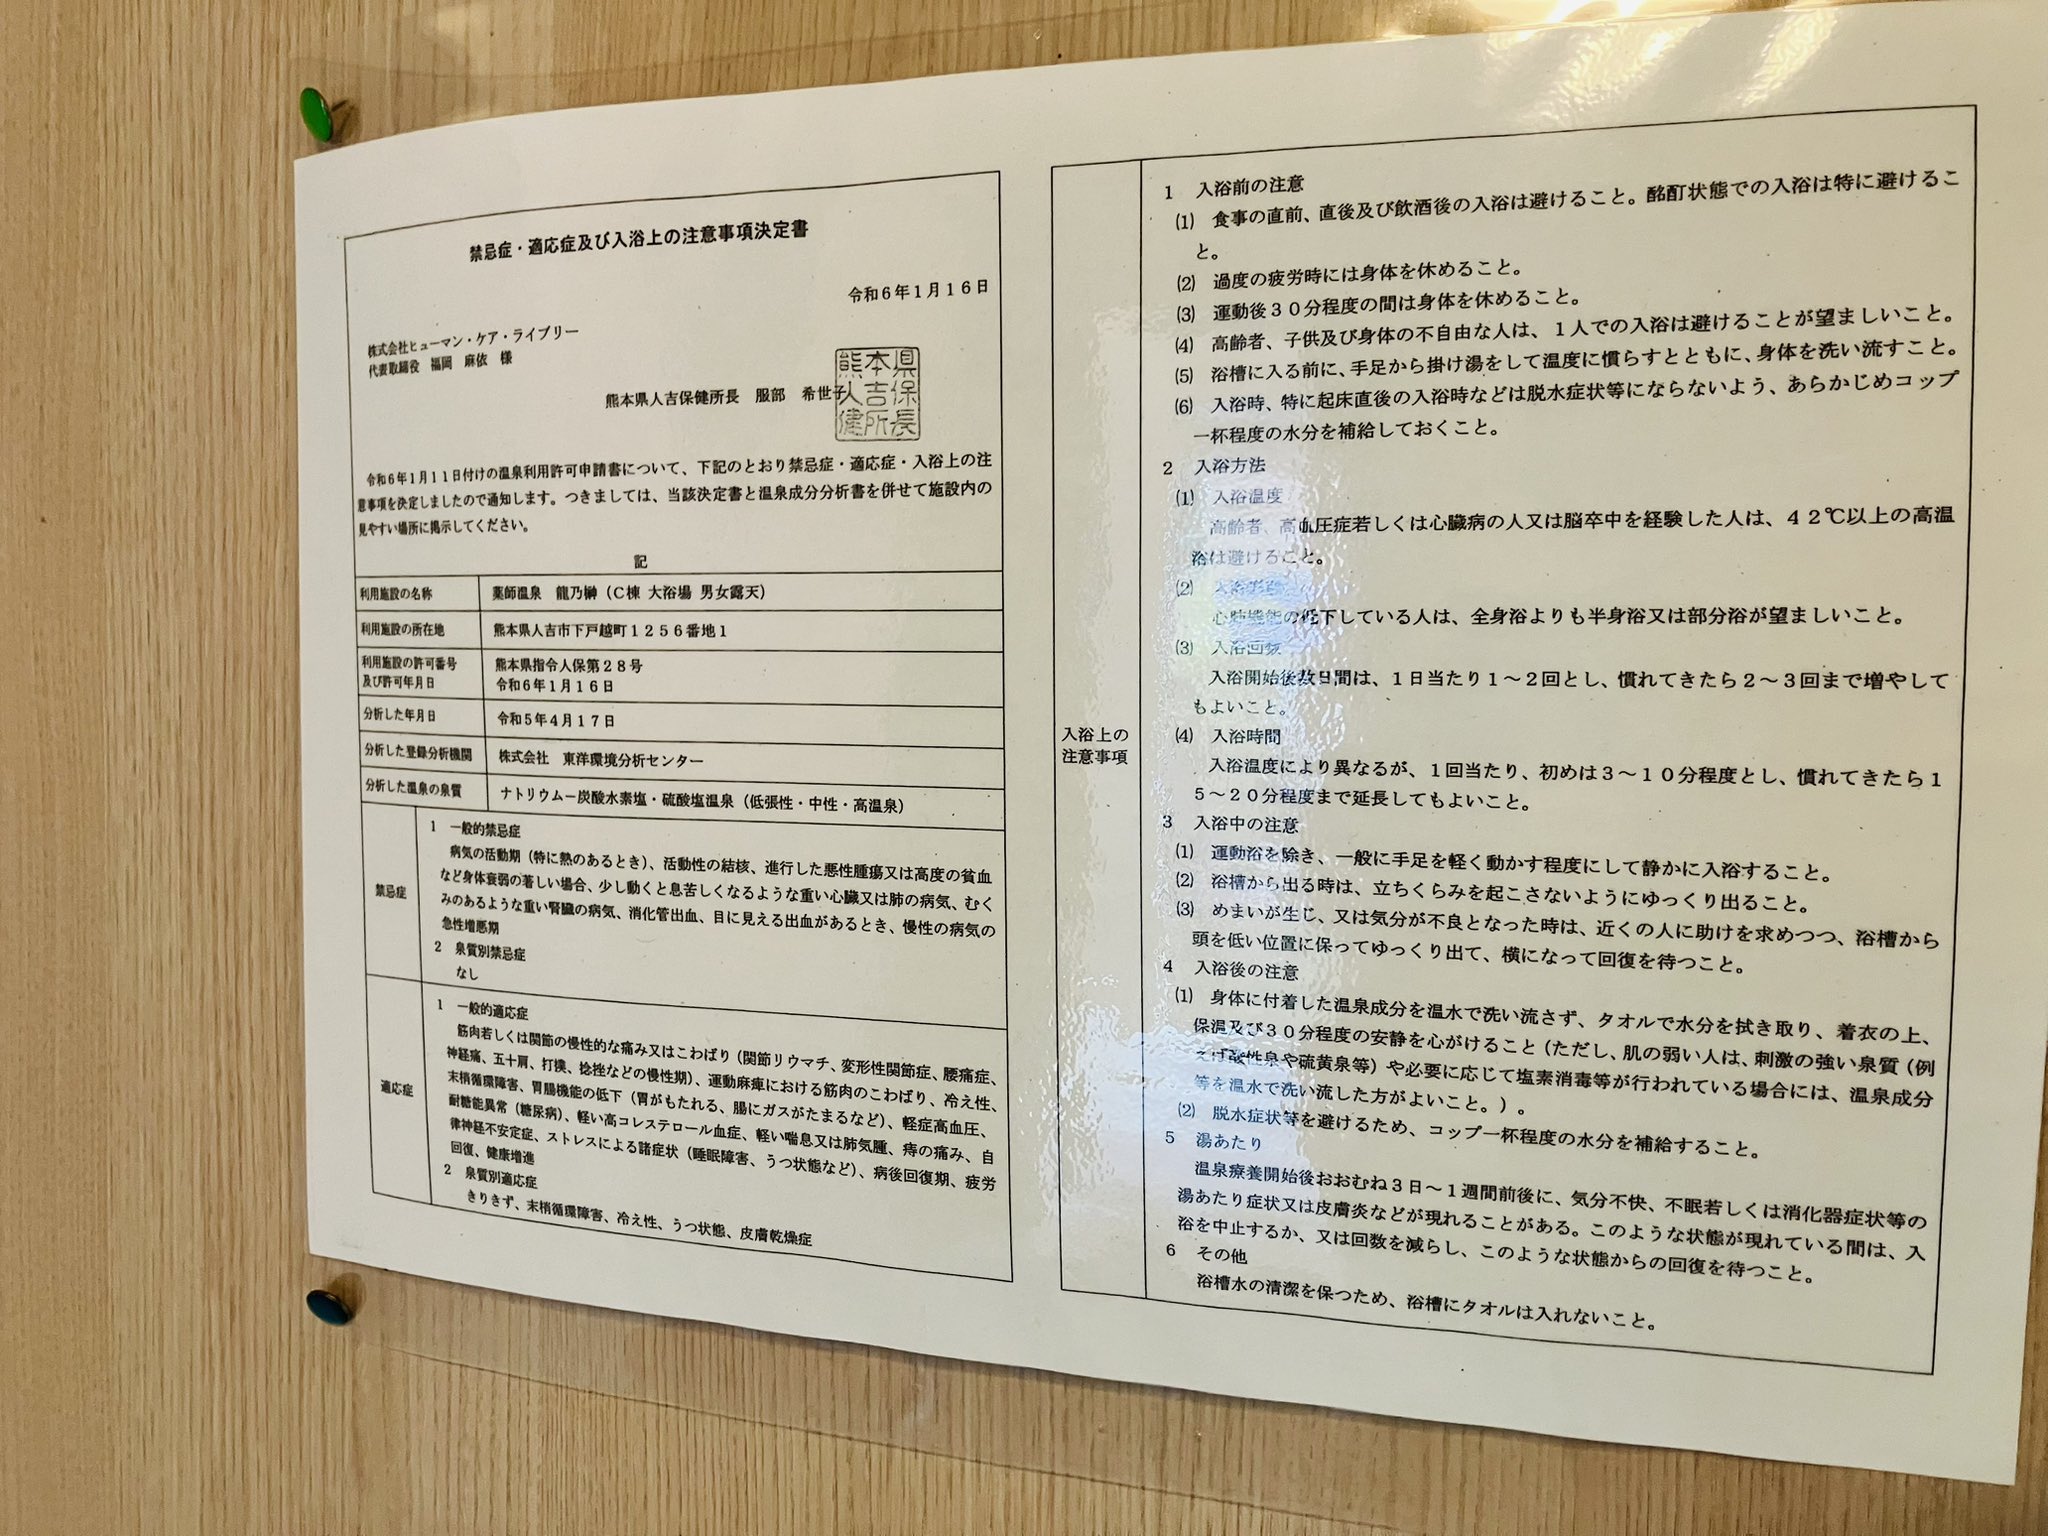 禁忌症・適応症及び入浴上の注意事項決定書
令和６年１月１６日
株式会社ヒューマン・ケア・ライブリー
代表取締役　福岡　麻依　様
熊本県人吉保健所長　服部　希世子
熊本県
人吉保
健所長
令和６年１月１１日付けの温泉利用許可申請書について、下記のとおり禁忌症・適応症・入浴上の注
意事項を決定しましたので通知します。つきましては、当該決定書と温泉成分分析書を併せて施設内の
見やすい場所に掲示してください。
記
利用施設の名称　薬師温泉　龍乃榊（Ｃ棟 大浴場 男女露天）
利用施設の所在地　熊本県人吉市下戸越町１２５６番地１
利用施設の許可番号　熊本県指令人保第２８号
及び許可年月日　令和６年１月１６日
分析した年月日　令和５年４月１７日
分析した登録分析機関　株式会社　東洋環境分析センター
分析した温泉の泉質　ナトリウム－炭酸水素塩・硫酸塩温泉（低張性・中性・高温泉）
禁忌症
1　一般的禁忌症
病気の活動期（特に熱のあるとき）、活動性の結核、進行した悪性腫瘍又は高度の貧血
など身体衰弱の著しい場合、少し動くと息苦しくなるような重い心臓又は肺の病気、むく
みのあるような重い腎臓の病気、消化管出血、目に見える出血があるとき、慢性の病気の
急性増悪期
2　泉質別禁忌症
なし
適応症
1　一般的適応症
筋肉若しくは関節の慢性的な痛み又はこわばり（関節リウマチ、変形性関節症、腰痛症、
神経痛、五十肩、打撲、捻挫などの慢性期）、運動麻痺における筋肉のこわばり、冷え性、
末梢循環障害、胃腸機能の低下（胃がもたれる、腸にガスがたまるなど）、軽症高血圧、
耐糖能異常（糖尿病）、軽い高コレステロール血症、軽い喘息又は肺気腫、痔の痛み、自
律神経不安定症、ストレスによる諸症状（睡眠障害、うつ状態など）、病後回復期、疲労
回復、健康増進
2　泉質別適応症
きりきず、末梢循環障害、冷え性、うつ状態、皮膚乾燥症
入浴上の
注意事項
1　入浴前の注意
(1)　食事の直前、直後及び飲酒後の入浴は避けること。酩酊状態での入浴は特に避けるこ
と。
(2)　過度の疲労時には身体を休めること。
(3)　運動後３０分程度の間は身体を休めること。
(4)　高齢者、子供及び身体の不自由な人は、１人での入浴は避けることが望ましいこと。
(5)　浴槽に入る前に、手足から掛け湯をして温度に慣らすとともに、身体を洗い流すこと。
(6)　入浴時、特に起床直後の入浴時などは脱水症状等にならないよう、あらかじめコップ
一杯程度の水分を補給しておくこと。
2　入浴方法
(1)　入浴温度
高齢者、高血圧症若しくは心臓病の人又は脳卒中を経験した人は、４２℃以上の高温
浴は避けること。
(2)　入浴形態
心肺機能の低下している人は、全身浴よりも半身浴又は部分浴が望ましいこと。
(3)　入浴回数
入浴開始後数日間は、１日当たり１～２回とし、慣れてきたら２～３回まで増やして
もよいこと。
(4)　入浴時間
入浴温度により異なるが、１回当たり、初めは３～１０分程度とし、慣れてきたら１
５～２０分程度まで延長してもよいこと。
3　入浴中の注意
(1)　運動浴を除き、一般に手足を軽く動かす程度にして静かに入浴すること。
(2)　浴槽から出る時は、立ちくらみを起こさないようにゆっくり出ること。
(3)　めまいが生じ、又は気分が不良となった時は、近くの人に助けを求めつつ、浴槽から
頭を低い位置に保ってゆっくり出て、横になって回復を待つこと。
4　入浴後の注意
(1)　身体に付着した温泉成分を温水で洗い流さず、タオルで水分を拭き取り、着衣の上、
保温及び３０分程度の安静を心がけること（ただし、肌の弱い人は、刺激の強い泉質（例
えば酸性泉や硫黄泉等）や必要に応じて塩素消毒等が行われている場合には、温泉成分
等を温水で洗い流した方がよいこと。）。
(2)　脱水症状等を避けるため、コップ一杯程度の水分を補給すること。
5　湯あたり
温泉療養開始後おおむね３日～１週間前後に、気分不快、不眠若しくは消化器症状等の
湯あたり症状又は皮膚炎などが現れることがある。このような状態が現れている間は、入
浴を中止するか、又は回数を減らし、このような状態からの回復を待つこと。
6　その他
浴槽水の清潔を保つため、浴槽にタオルは入れないこと。